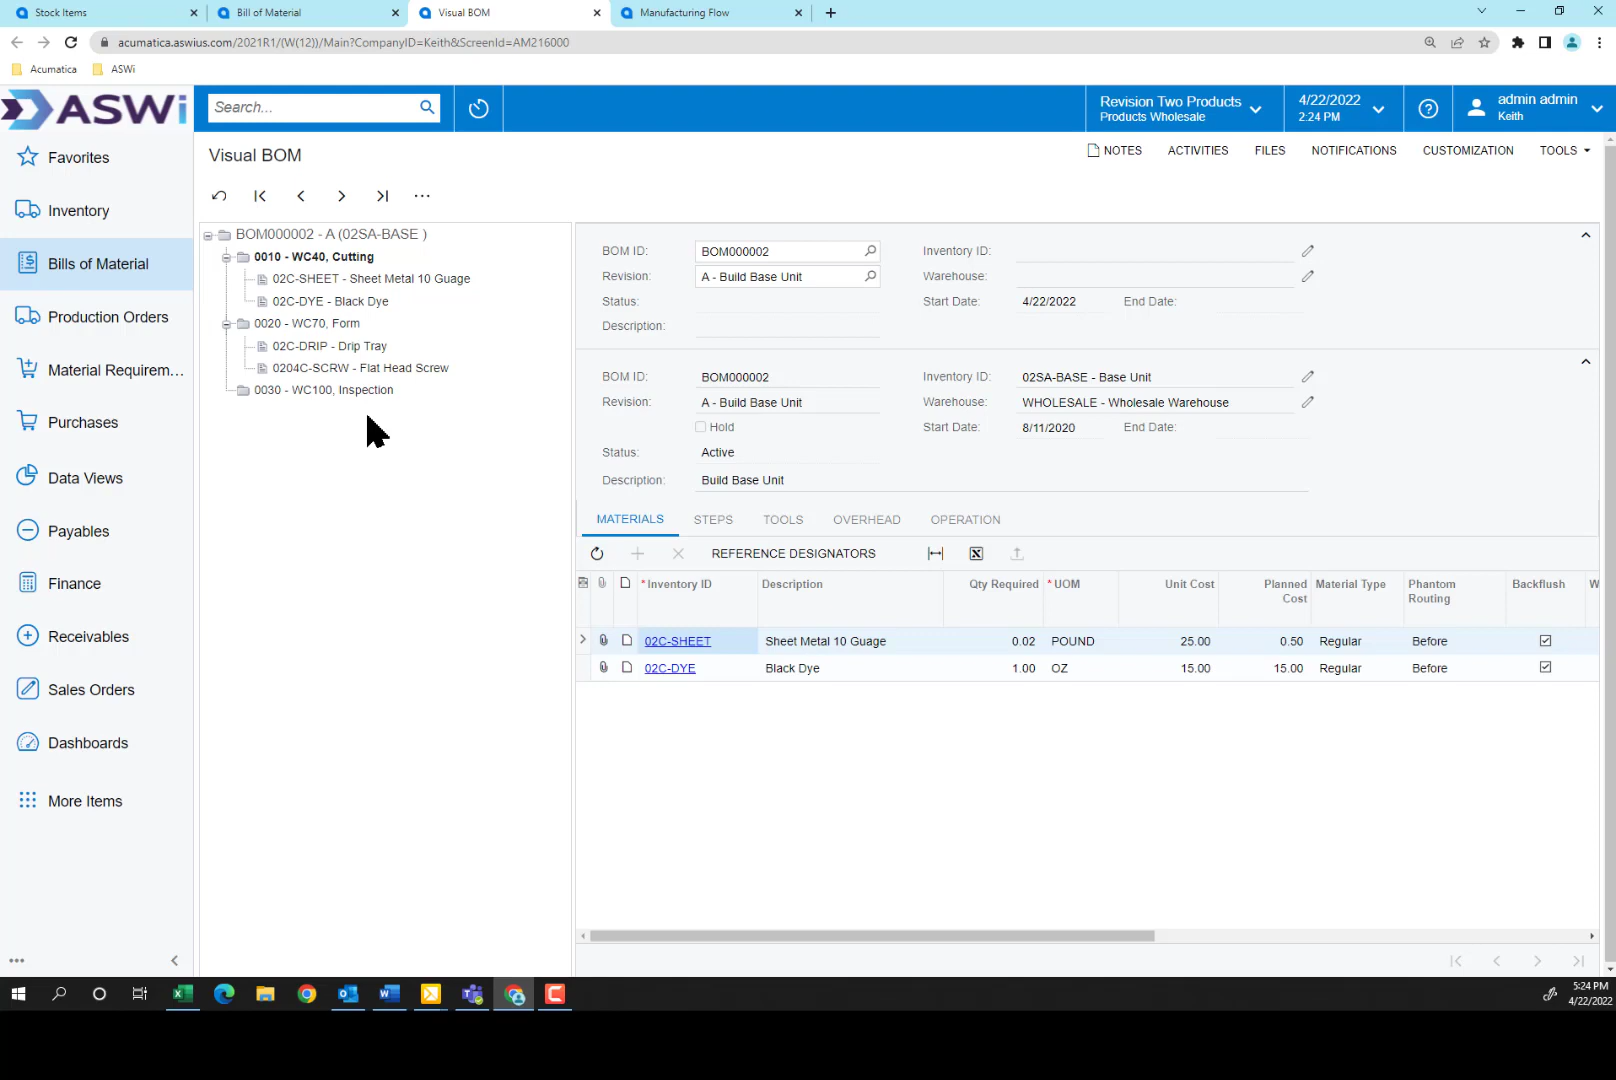 Stock Items
Bill of Material
Visual BOM
Manufacturing Flow
acumatica.aswius.com/2021R1/(W(12))/Main?CompanyID=Keith&ScreenId=AM216000
Acumatica
ASWi
ASWi
Search...
Revision Two Products
Products Wholesale
4/22/2022
2:24 PM
admin admin
Keith
Favorites
Inventory
Bills of Material
Production Orders
Material Requirem...
Purchases
Data Views
Payables
Finance
Receivables
Sales Orders
Dashboards
More Items
Visual BOM
NOTES ACTIVITIES FILES NOTIFICATIONS CUSTOMIZATION TOOLS
BOM000002 - A (02SA-BASE )
0010 - WC40, Cutting
02C-SHEET - Sheet Metal 10 Guage
02C-DYE - Black Dye
0020 - WC70, Form
02C-DRIP - Drip Tray
0204C-SCRW - Flat Head Screw
0030 - WC100, Inspection
BOM ID: BOM000002 Inventory ID:
Revision: A - Build Base Unit Warehouse:
Status: Start Date: 4/22/2022 End Date:
Description:
BOM ID: BOM000002 Inventory ID: 02SA-BASE - Base Unit
Revision: A - Build Base Unit Warehouse: WHOLESALE - Wholesale Warehouse
Hold Start Date: 8/11/2020 End Date:
Status: Active
Description: Build Base Unit
MATERIALS STEPS TOOLS OVERHEAD OPERATION
REFERENCE DESIGNATORS
*Inventory ID Description Qty Required *UOM Unit Cost Planned Cost Material Type Phantom Routing Backflush W
02C-SHEET Sheet Metal 10 Guage 0.02 POUND 25.00 0.50 Regular Before
02C-DYE Black Dye 1.00 OZ 15.00 15.00 Regular Before
5:24 PM
4/22/2022